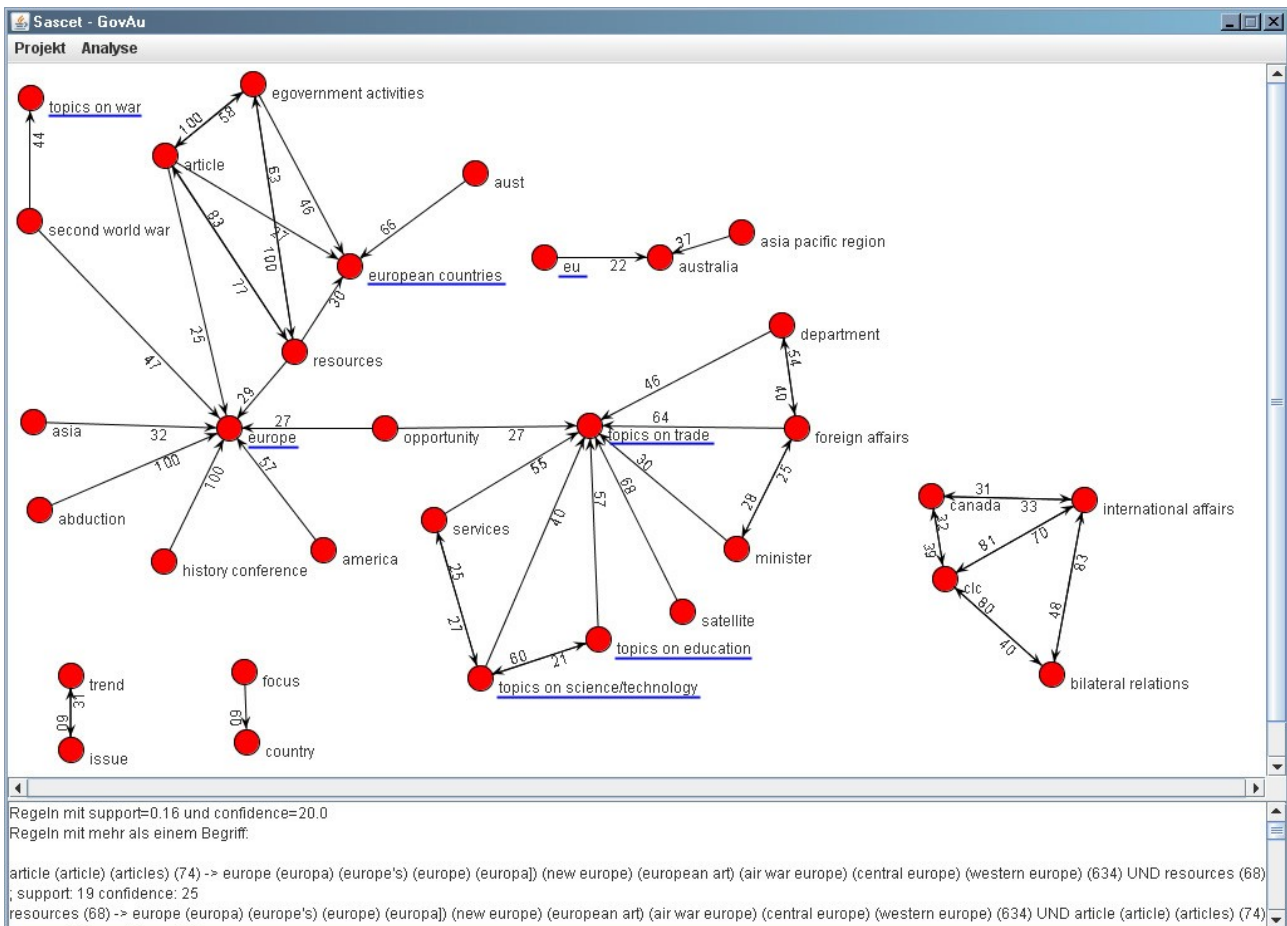 Sascet - GovAu
Projekt Analyse
egovernment activities
topics on war
100
58
44
article
aust
63
46
second world war
83
27
66
37
asia pacific region
100
eu
22
australia
european countries
77
30
department
25
resources
54
47
46
29
40
asia
32
europe
27
opportunity
27
topics on trade
64
foreign affairs
100
57
55
30
25
100
57
68
28
31
33
canada
international affairs
abduction
services
40
32
81
70
history conference
america
minister
39
83
25
clc
80
27
satellite
48
60
21
topics on education
40
trend
focus
topics on science/technology
bilateral relations
31
60
60
issue
country
Regeln mit support=0.16 und confidence=20.0
Regeln mit mehr als einem Begriff:
article (article) (articles) (74) -> europe (europa) (europe's) (europe) (europa]) (new europe) (european art) (air war europe) (central europe) (western europe) (634) UND resources (68)
; support: 19 confidence: 25
resources (68) -> europe (europa) (europe's) (europe) (europa]) (new europe) (european art) (air war europe) (central europe) (western europe) (634) UND article (article) (articles) (74)